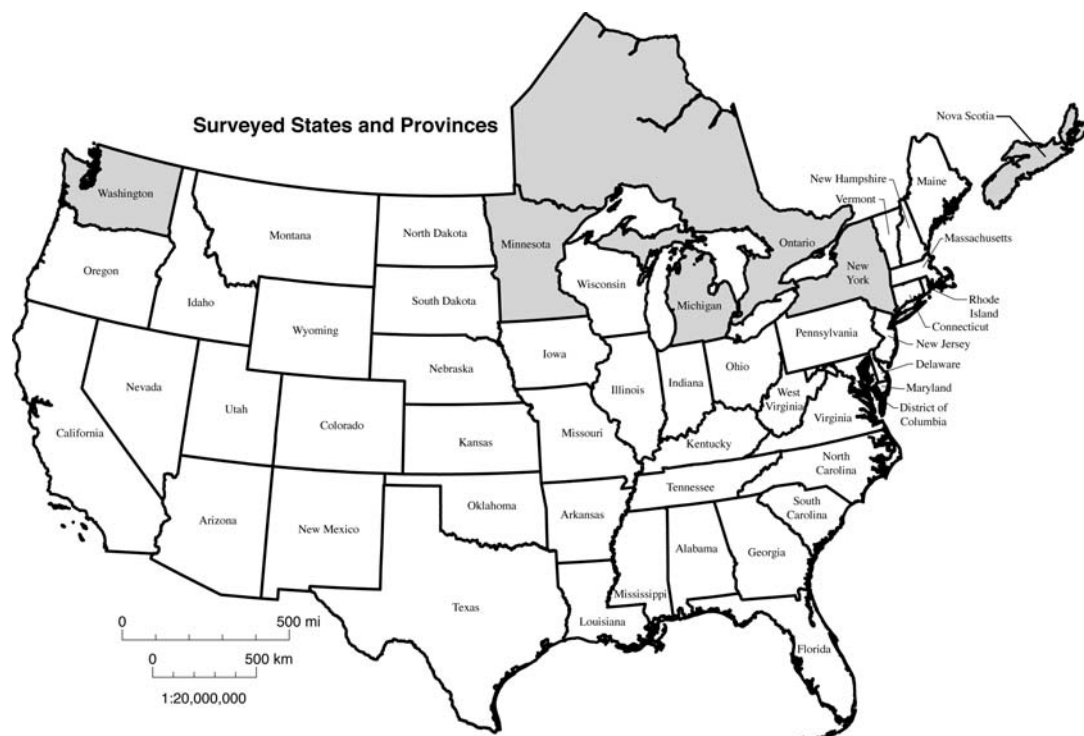 Surveyed States and Provinces
Nova Scotia
New Hampshire
Vermont
Maine
Washington
Montana
North Dakota
Minnesota
Ontario
Massachusetts
Oregon
Idaho
South Dakota
Wisconsin
Michigan
New
York
Rhode
Island
Connecticut
Wyoming
Pennsylvania
New Jersey
Iowa
Nebraska
Ohio
Delaware
Nevada
Utah
Illinois
Indiana
West
Virginia
Maryland
District of
Columbia
California
Colorado
Kansas
Missouri
Kentucky
Virginia
North
Carolina
Tennessee
Oklahoma
Arkansas
South
Carolina
Arizona
New Mexico
Alabama
Georgia
Mississippi
Texas
Louisiana
Florida
0 500 mi
0 500 km
1:20,000,000